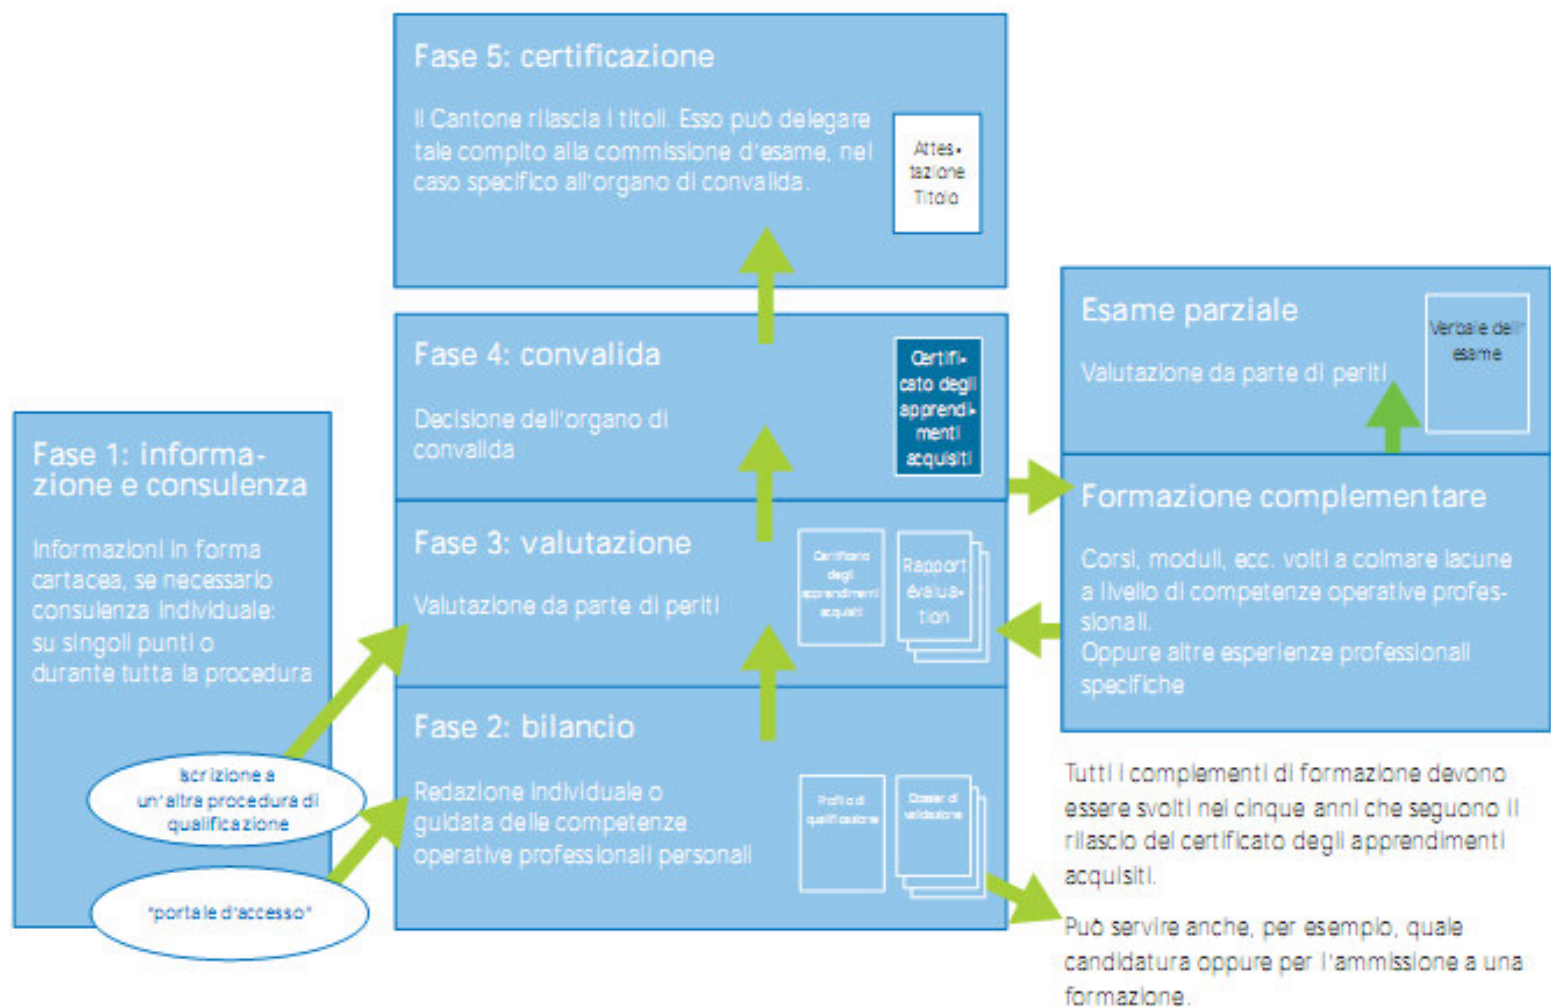 Fase 5: certificazione
Il Cantone rilascia i titoli. Esso può delegare
tale compito alla commissione d'esame, nel
caso specifico all'organo di convalida.
Attes-
tazione
Titolo
Fase 4: convalida
Decisione dell'organo di
convalida
Certifi-
cato degli
apprendi-
menti
acquisiti
Esame parziale
Valutazione da parte di periti
Verbale dell'
esame
Fase 1: informa-
zione e consulenza
Informazioni in forma
cartacea, se necessario
consulenza individuale:
su singoli punti o
durante tutta la procedura
Iscrizione a
un'altra procedura di
qualificazione
"portale d'accesso"
Fase 3: valutazione
Valutazione da parte di periti
Certificato
degli
apprendimenti
acquisiti
Rapport
évalua-
tion
Formazione complementare
Corsi, moduli, ecc. volti a colmare lacune
a livello di competenze operative profes-
sionali.
Oppure altre esperienze professionali
specifiche
Fase 2: bilancio
Redazione individuale o
guidata delle competenze
operative professionali personali
Profilo di
qualificazione
Dossier di
validazione
Tutti i complementi di formazione devono
essere svolti nei cinque anni che seguono il
rilascio del certificato degli apprendimenti
acquisiti.
Può servire anche, per esempio, quale
candidatura oppure per l'ammissione a una
formazione.